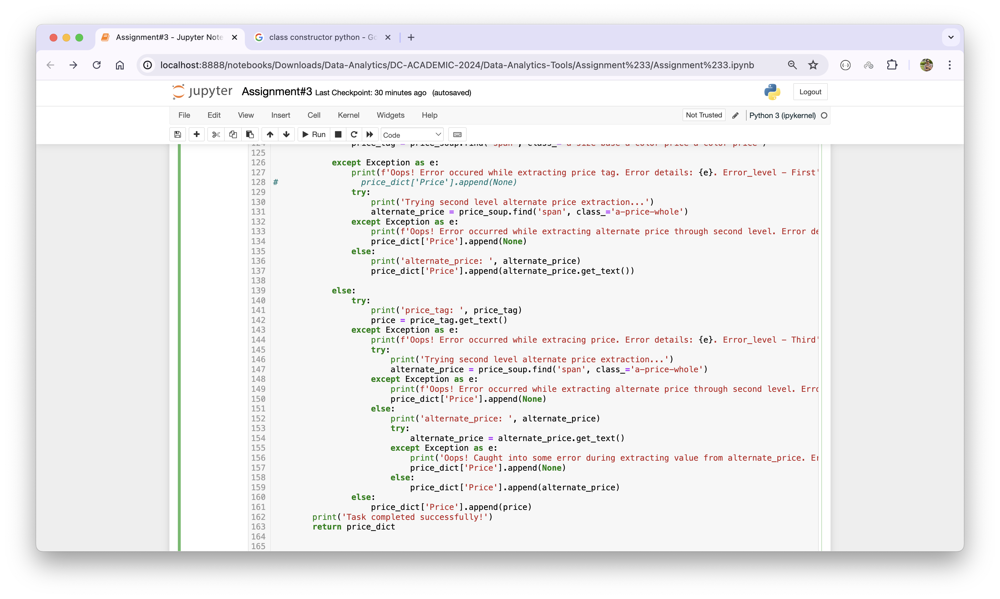 Assignment#3 - Jupyter Note
class constructor python - Go
localhost:8888/notebooks/Downloads/Data-Analytics/DC-ACADEMIC-2024/Data-Analytics-Tools/Assignment%233/Assignment%233.ipynb
jupyter Assignment#3 Last Checkpoint: 30 minutes ago (autosaved)
Logout
File Edit View Insert Cell Kernel Widgets Help
Not Trusted
Python 3 (ipykernel)
Run
Code
124 price_tag = price_soup.find('span', class_='a-size-base a-color-price a-color-price')
125
126 except Exception as e:
127 print(f'Oops! Error occured while extracting price tag. Error details: {e}. Error_level - First'
128 # price_dict['Price'].append(None)
129 try:
130 print('Trying second level alternate price extraction...')
131 alternate_price = price_soup.find('span', class_='a-price-whole')
132 except Exception as e:
133 print(f'Oops! Error occurred while extracting alternate price through second level. Error de
134 price_dict['Price'].append(None)
135 else:
136 print('alternate_price: ', alternate_price)
137 price_dict['Price'].append(alternate_price.get_text())
138
139 else:
140 try:
141 print('price_tag: ', price_tag)
142 price = price_tag.get_text()
143 except Exception as e:
144 print(f'Oops! Error occurred while extracing price. Error details: {e}. Error_level - Third'
145 try:
146 print('Trying second level alternate price extraction...')
147 alternate_price = price_soup.find('span', class_='a-price-whole')
148 except Exception as e:
149 print(f'Oops! Error occurred while extracting alternate price through second level. Erro
150 price_dict['Price'].append(None)
151 else:
152 print('alternate_price: ', alternate_price)
153 try:
154 alternate_price = alternate_price.get_text()
155 except Exception as e:
156 print('Oops! Caught into some error during extracting value from alternate_price. Er
157 price_dict['Price'].append(None)
158 else:
159 price_dict['Price'].append(alternate_price)
160 else:
161 price_dict['Price'].append(price)
162 print('Task completed successfully!')
163 return price_dict
164
165